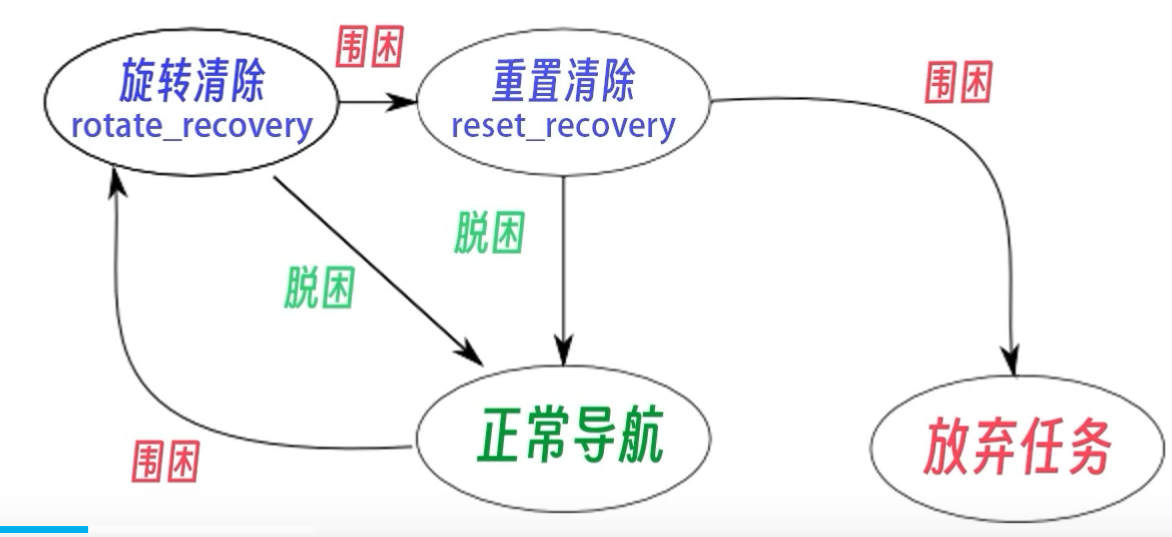 旋转清除
rotate_recovery
围困
重置清除
reset_recovery
围困
脱困
脱困
围困
正常导航
放弃任务